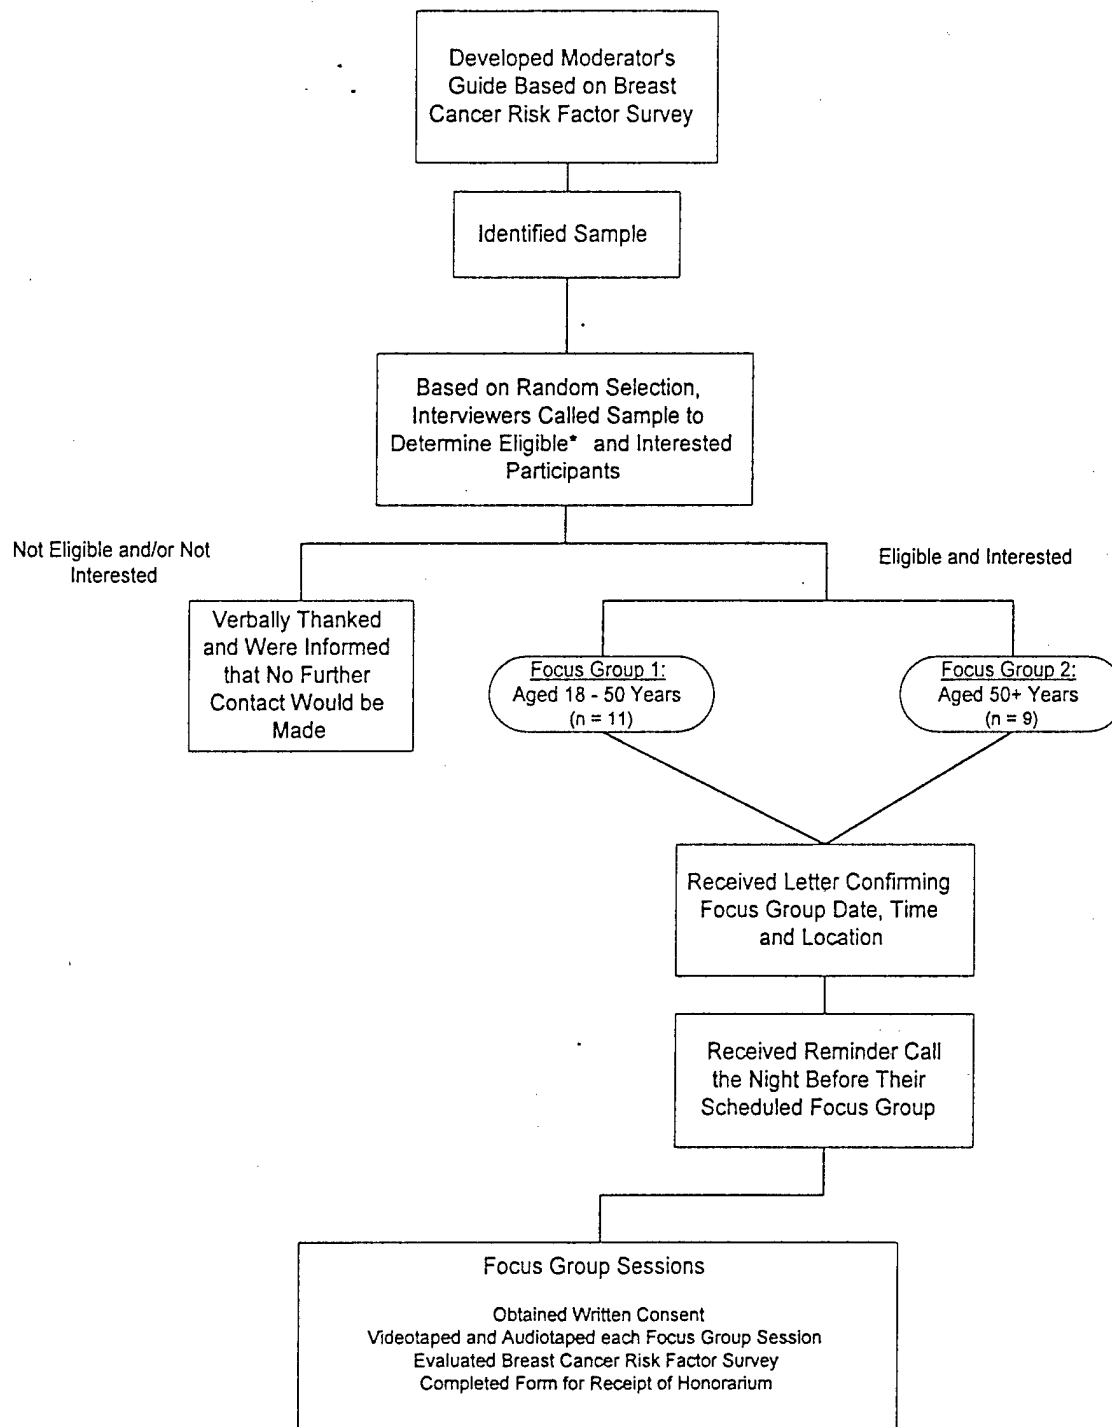 Developed Moderator's
Guide Based on Breast
Cancer Risk Factor Survey
Identified Sample
Based on Random Selection,
Interviewers Called Sample to
Determine Eligible* and Interested
Participants
Not Eligible and/or Not
Interested
Eligible and Interested
Verbally Thanked
and Were Informed
that No Further
Contact Would be
Made
Focus Group 1:
Aged 18 - 50 Years
(n = 11)
Focus Group 2:
Aged 50+ Years
(n = 9)
Received Letter Confirming
Focus Group Date, Time
and Location
Received Reminder Call
the Night Before Their
Scheduled Focus Group
Focus Group Sessions
Obtained Written Consent
Videotaped and Audiotaped each Focus Group Session
Evaluated Breast Cancer Risk Factor Survey
Completed Form for Receipt of Honorarium